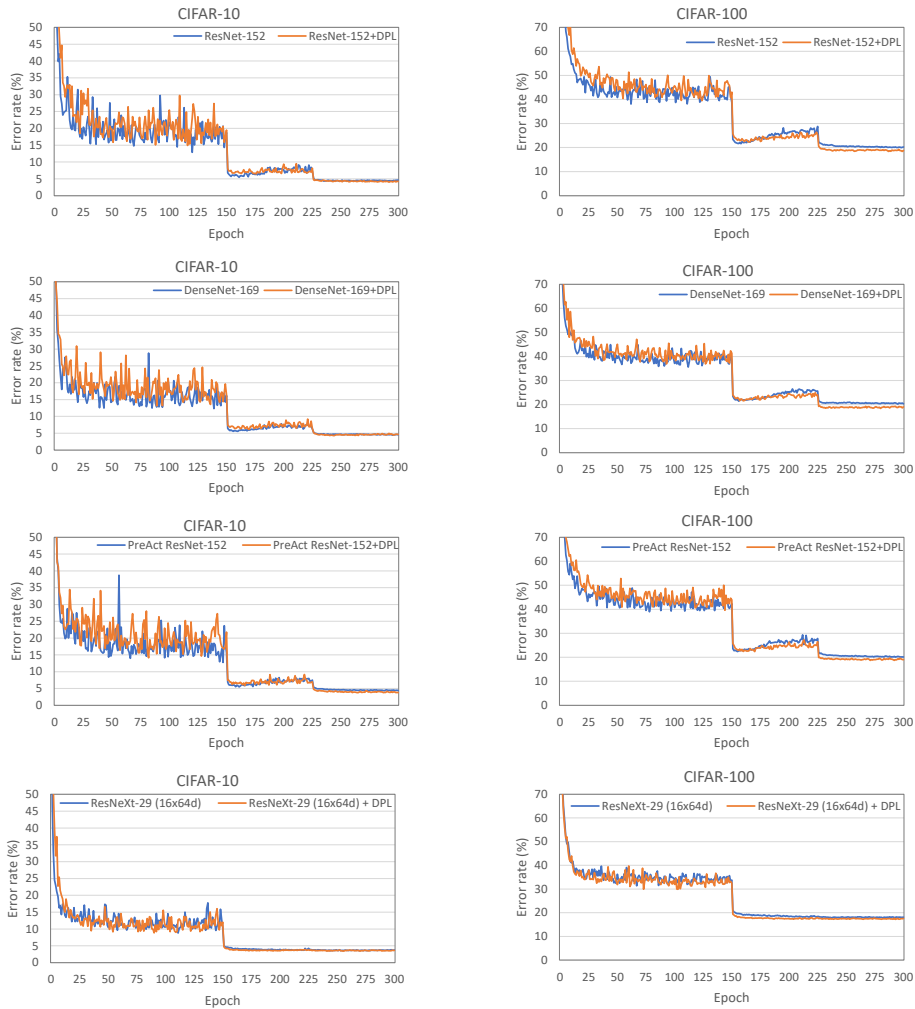 CIFAR-10
ResNet-152 ResNet-152+DPL
Error rate (%)
50
45
40
35
30
25
20
15
10
5
0
0 25 50 75 100 125 150 175 200 225 250 275 300
Epoch
CIFAR-100
ResNet-152 ResNet-152+DPL
Error rate (%)
70
60
50
40
30
20
10
0
0 25 50 75 100 125 150 175 200 225 250 275 300
Epoch
CIFAR-10
DenseNet-169 DenseNet-169+DPL
Error rate (%)
50
45
40
35
30
25
20
15
10
5
0
0 25 50 75 100 125 150 175 200 225 250 275 300
Epoch
CIFAR-100
DenseNet-169 DenseNet-169+DPL
Error rate (%)
70
60
50
40
30
20
10
0
0 25 50 75 100 125 150 175 200 225 250 275 300
Epoch
CIFAR-10
PreAct ResNet-152 PreAct ResNet-152+DPL
Error rate (%)
50
45
40
35
30
25
20
15
10
5
0
0 25 50 75 100 125 150 175 200 225 250 275 300
Epoch
CIFAR-100
PreAct ResNet-152 PreAct ResNet-152+DPL
Error rate (%)
70
60
50
40
30
20
10
0
0 25 50 75 100 125 150 175 200 225 250 275 300
Epoch
CIFAR-10
ResNeXt-29 (16x64d) ResNeXt-29 (16x64d) + DPL
Error rate (%)
50
45
40
35
30
25
20
15
10
5
0
0 25 50 75 100 125 150 175 200 225 250 275 300
Epoch
CIFAR-100
ResNeXt-29 (16x64d) ResNeXt-29 (16x64d) + DPL
Error rate (%)
70
60
50
40
30
20
10
0
0 25 50 75 100 125 150 175 200 225 250 275 300
Epoch